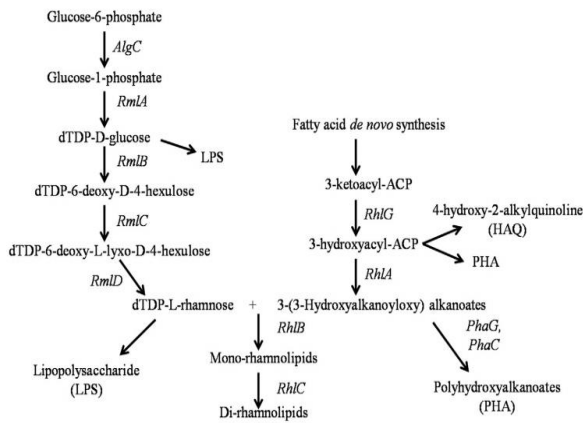 Glucose-6-phosphate
AlgC
Glucose-1-phosphate
RmlA
dTDP-D-glucose
LPS
RmlB
dTDP-6-deoxy-D-4-hexulose
RmlC
dTDP-6-deoxy-L-lyxo-D-4-hexulose
RmlD
Fatty acid de novo synthesis
3-ketoacyl-ACP
RhlG
4-hydroxy-2-alkylquinoline
(HAQ)
3-hydroxyacyl-ACP
PHA
RhlA
dTDP-L-rhamnose + 3-(3-Hydroxyalkanoyloxy) alkanoates
RhlB
PhaG,
PhaC
Mono-rhamnolipids
Lipopolysaccharide
(LPS)
RhlC
Polyhydroxyalkanoates
(PHA)
Di-rhamnolipids